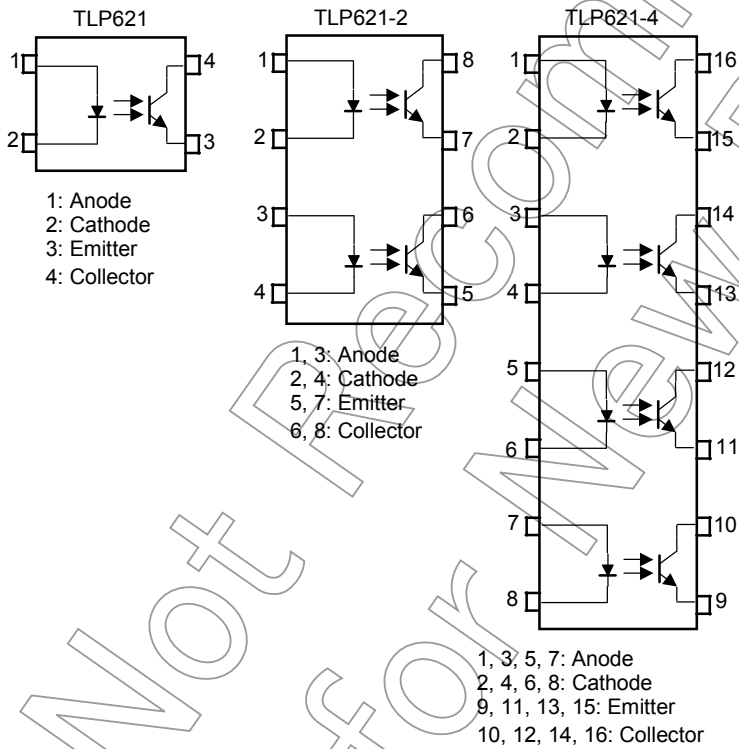 TLP621
1
4
2
3
1: Anode
2: Cathode
3: Emitter
4: Collector
TLP621-2
1
8
2
7
3
6
4
5
1, 3: Anode
2, 4: Cathode
5, 7: Emitter
6, 8: Collector
TLP621-4
1
16
2
15
3
14
4
13
5
12
6
11
7
10
8
9
1, 3, 5, 7: Anode
2, 4, 6, 8: Cathode
9, 11, 13, 15: Emitter
10, 12, 14, 16: Collector
Not
for New